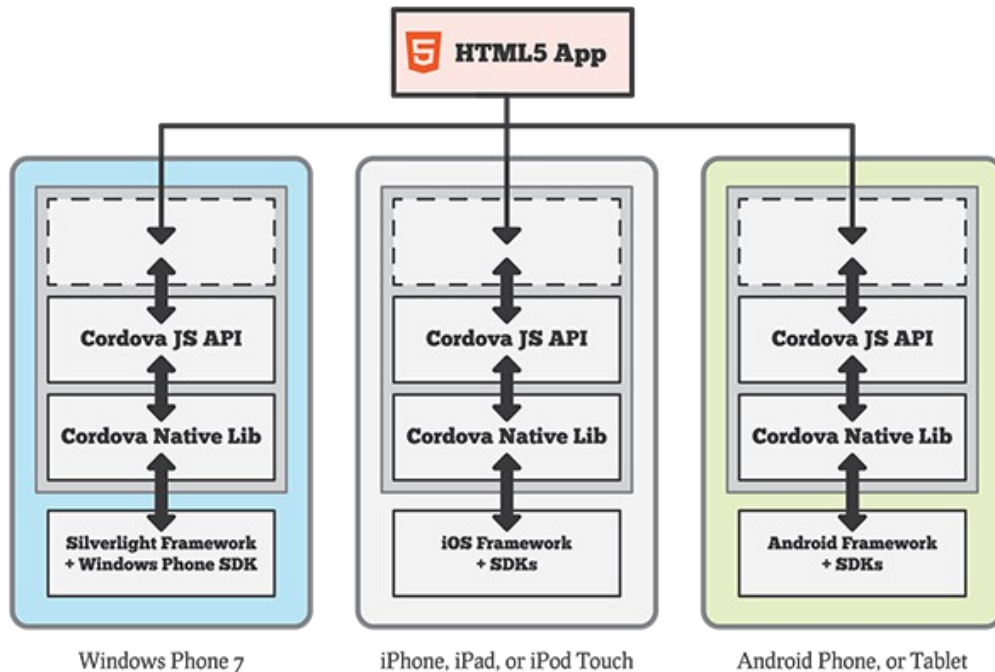 5 HTML5 App
Cordova JS API
Cordova Native Lib
Silverlight Framework
+ Windows Phone SDK
Windows Phone 7
Cordova JS API
Cordova Native Lib
iOS Framework
+ SDKs
iPhone, iPad, or iPod Touch
Cordova JS API
Cordova Native Lib
Android Framework
+ SDKs
Android Phone, or Tablet